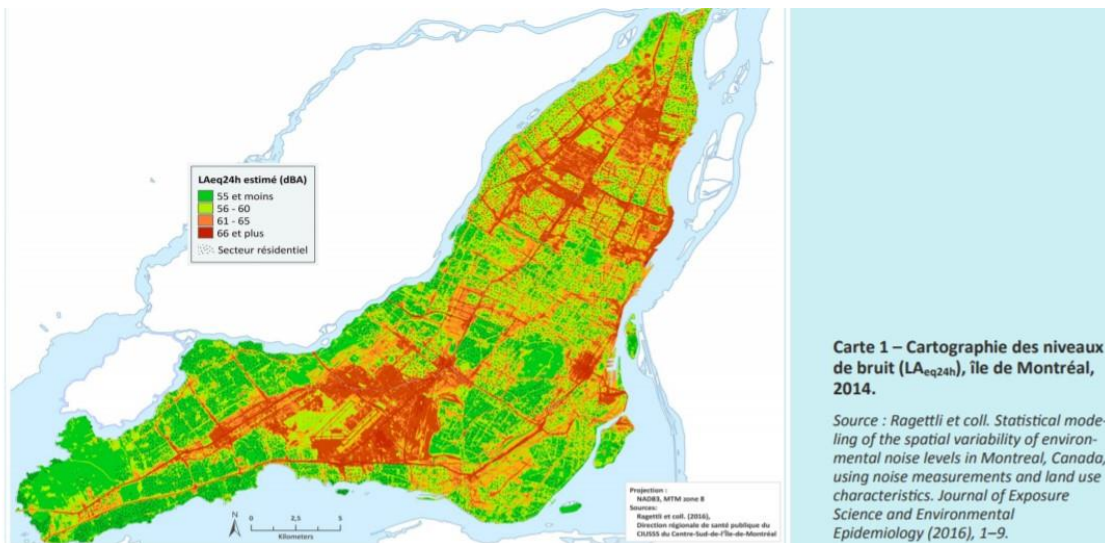 LAeq24h estimé (dBA)
55 et moins
56 - 60
61 - 65
66 et plus
Secteur résidentiel
N
0 2,5 5
Kilometers
Projection :
NAD83, MTM zone 8
Sources:
Ragettli et coll. (2016),
Direction régionale de santé publique du
CIUSSS du Centre-Sud-de-l'Île-de-Montréal
Carte 1 – Cartographie des niveaux
de bruit (LAeq24h), île de Montréal,
2014.
Source : Ragettli et coll. Statistical mode-
ling of the spatial variability of environ-
mental noise levels in Montreal, Canada,
using noise measurements and land use
characteristics. Journal of Exposure
Science and Environmental
Epidemiology (2016), 1–9.